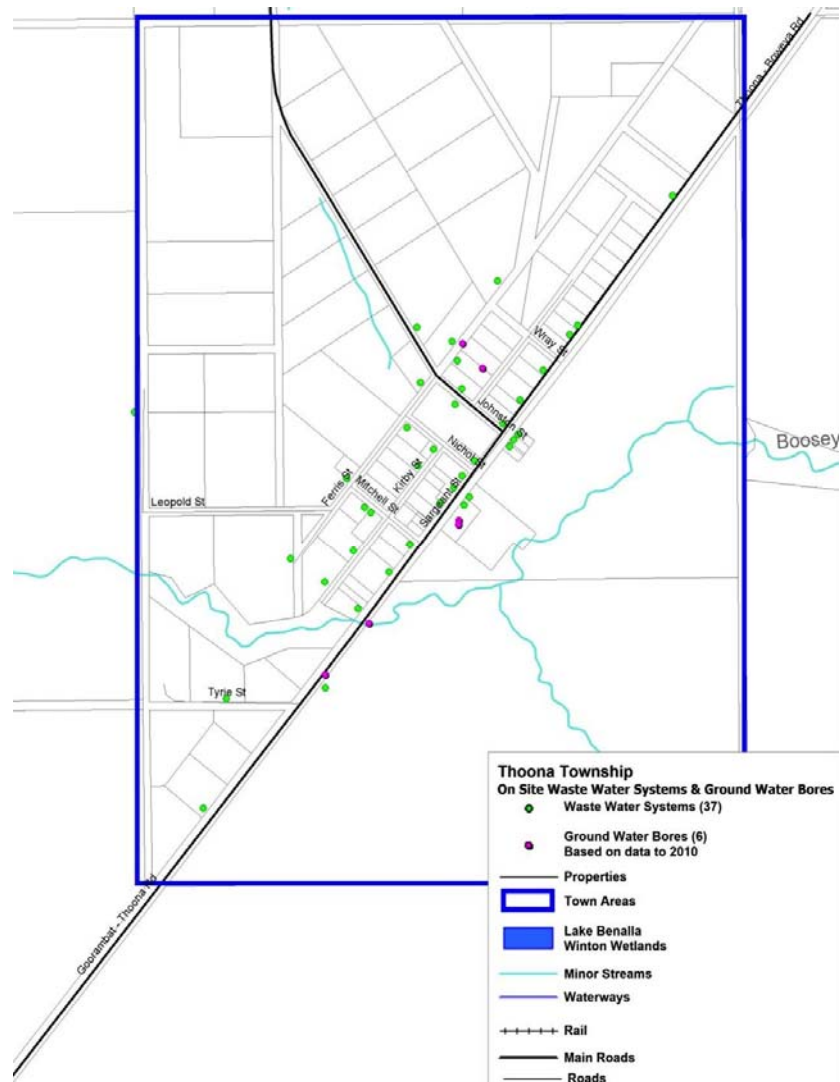 Thoona - Boweya Rd
Wray St
Johnston St
Nichol St
Boosey
Kirby St
Ferris St
Mitchell St
Sargeant St
Leopold St
Tyrie St
Goorambat - Thoona Rd
Thoona Township
On Site Waste Water Systems & Ground Water Bores
Waste Water Systems (37)
Ground Water Bores (6)
Based on data to 2010
Properties
Town Areas
Lake Benalla
Winton Wetlands
Minor Streams
Waterways
Rail
Main Roads
Roads